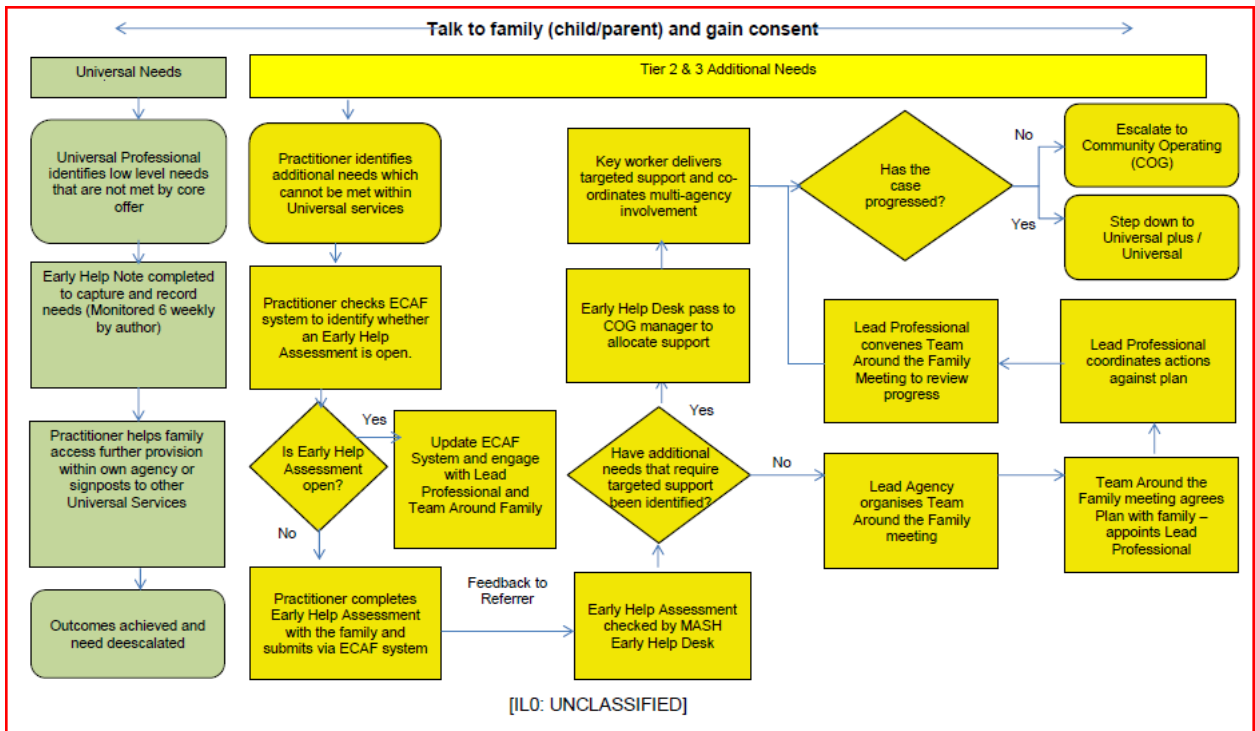 Talk to family (child/parent) and gain consent
Universal Needs
Tier 2 & 3 Additional Needs
Universal Professional
identifies low level needs
that are not met by core
offer
Early Help Note completed
to capture and record
needs (Monitored 6 weekly
by author)
Practitioner helps family
access further provision
within own agency or
signposts to other
Universal Services
Outcomes achieved and
need deescalated
Practitioner identifies
additional needs which
cannot be met within
Universal services
Practitioner checks ECAF
system to identify whether
an Early Help
Assessment is open.
Is Early Help
Assessment
open?
Yes
Update ECAF
System and engage
with Lead
Professional and
Team Around Family
No
Practitioner completes
Early Help Assessment
with the family and
submits via ECAF system
Feedback to
Referrer
Early Help Assessment
checked by MASH
Early Help Desk
Have additional
needs that require
targeted support
been identified?
Yes
Early Help Desk pass to
COG manager to
allocate support
Key worker delivers
targeted support and co-
ordinates multi-agency
involvement
No
Lead Agency
organises Team
Around the Family
meeting
Team Around the
Family meeting agrees
Plan with family –
appoints Lead
Professional
Lead Professional
coordinates actions
against plan
Lead Professional
convenes Team
Around the Family
Meeting to review
progress
Has the
case
progressed?
No
Escalate to
Community Operating
(COG)
Yes
Step down to
Universal plus /
Universal
[IL0: UNCLASSIFIED]